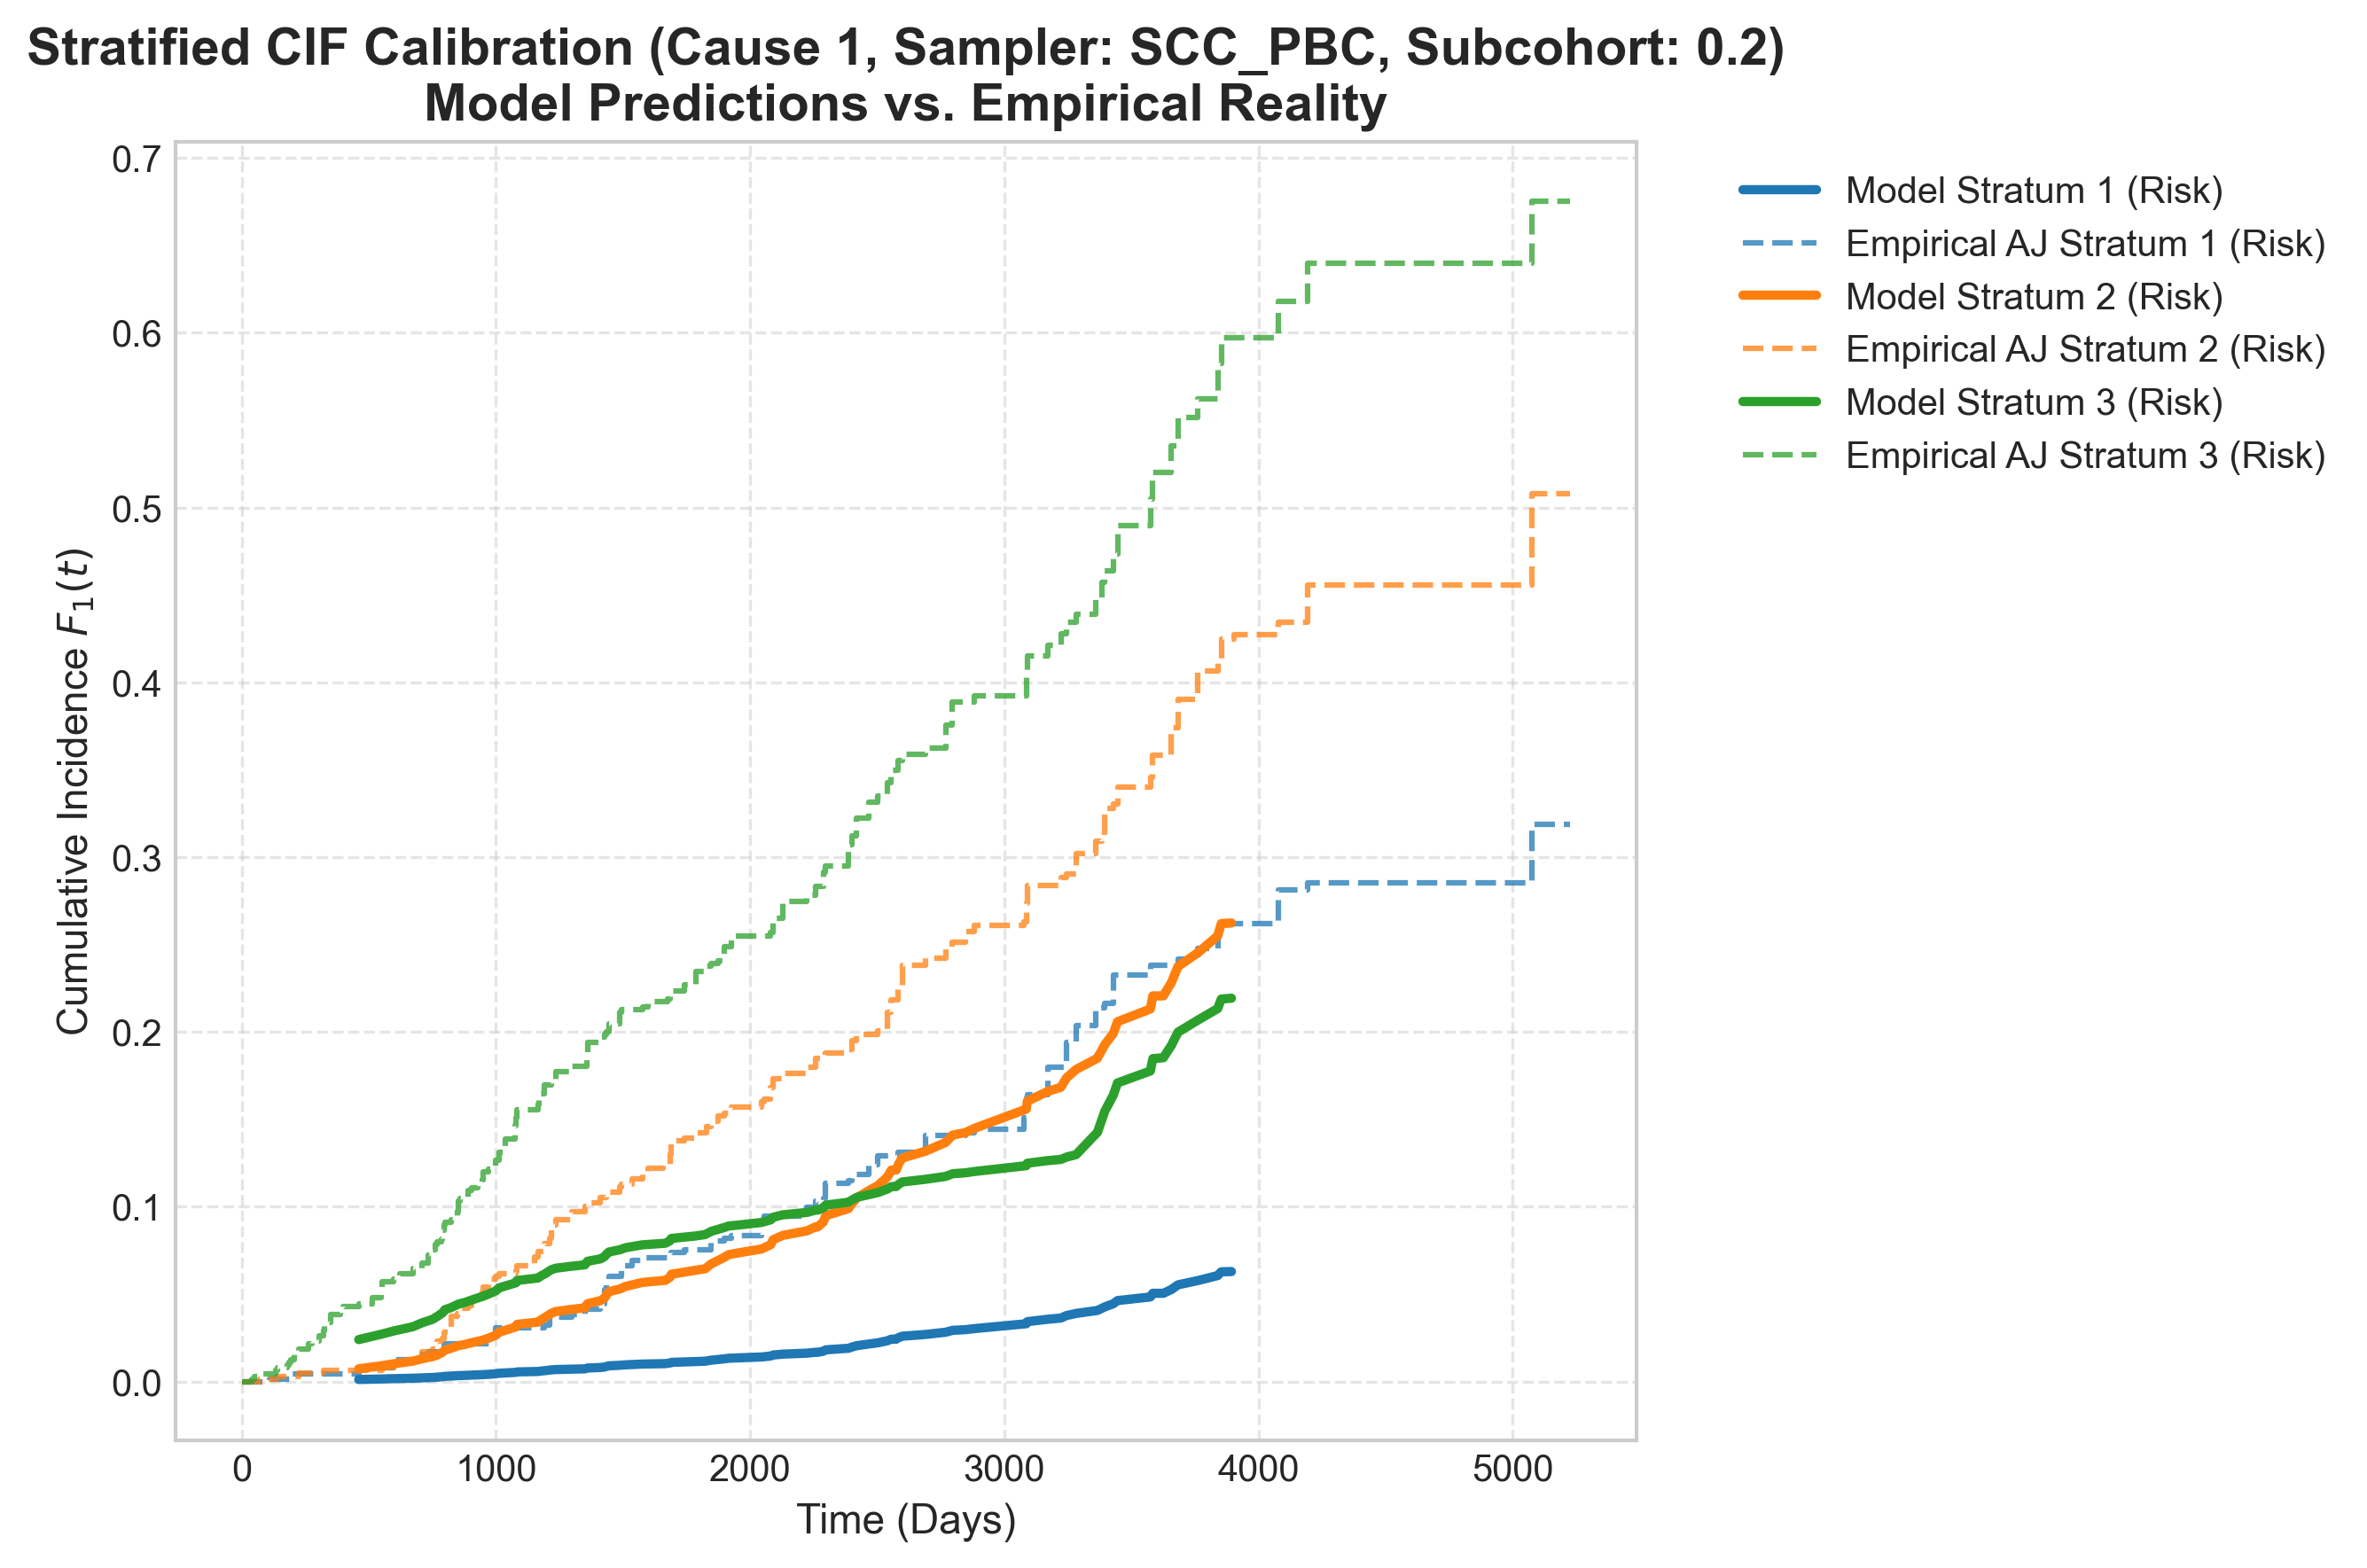 Stratified CIF Calibration (Cause 1, Sampler: SCC_PBC, Subcohort: 0.2)
Model Predictions vs. Empirical Reality
Cumulative Incidence F₁(t)
0.7
0.6
0.5
0.4
0.3
0.2
0.1
0.0
0 1000 2000 3000 4000 5000
Time (Days)
Model Stratum 1 (Risk)
Empirical AJ Stratum 1 (Risk)
Model Stratum 2 (Risk)
Empirical AJ Stratum 2 (Risk)
Model Stratum 3 (Risk)
Empirical AJ Stratum 3 (Risk)